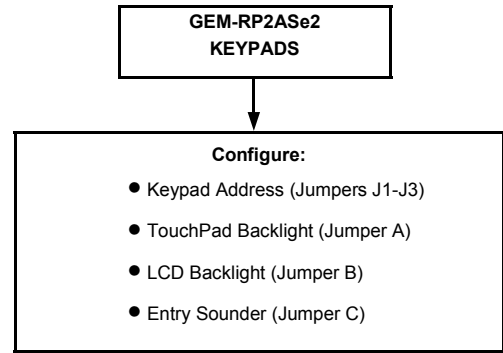 GEM-RP2ASe2
KEYPADS
Configure:
● Keypad Address (Jumpers J1-J3)
● TouchPad Backlight (Jumper A)
● LCD Backlight (Jumper B)
● Entry Sounder (Jumper C)